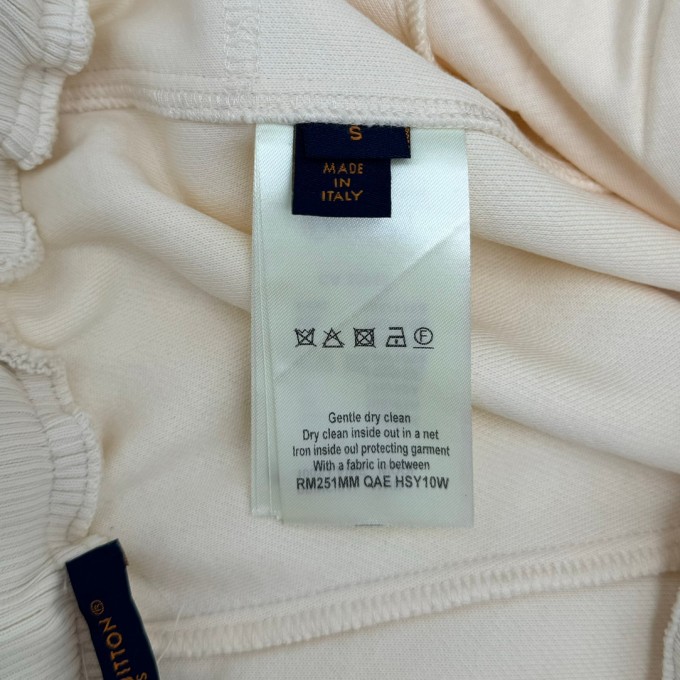 S
MADE
IN
ITALY
F
Gentle dry clean
Dry clean inside out in a net
Iron inside oul protecting garment
With a fabric in between
RM251MM QAE HSY10W
UITTON®